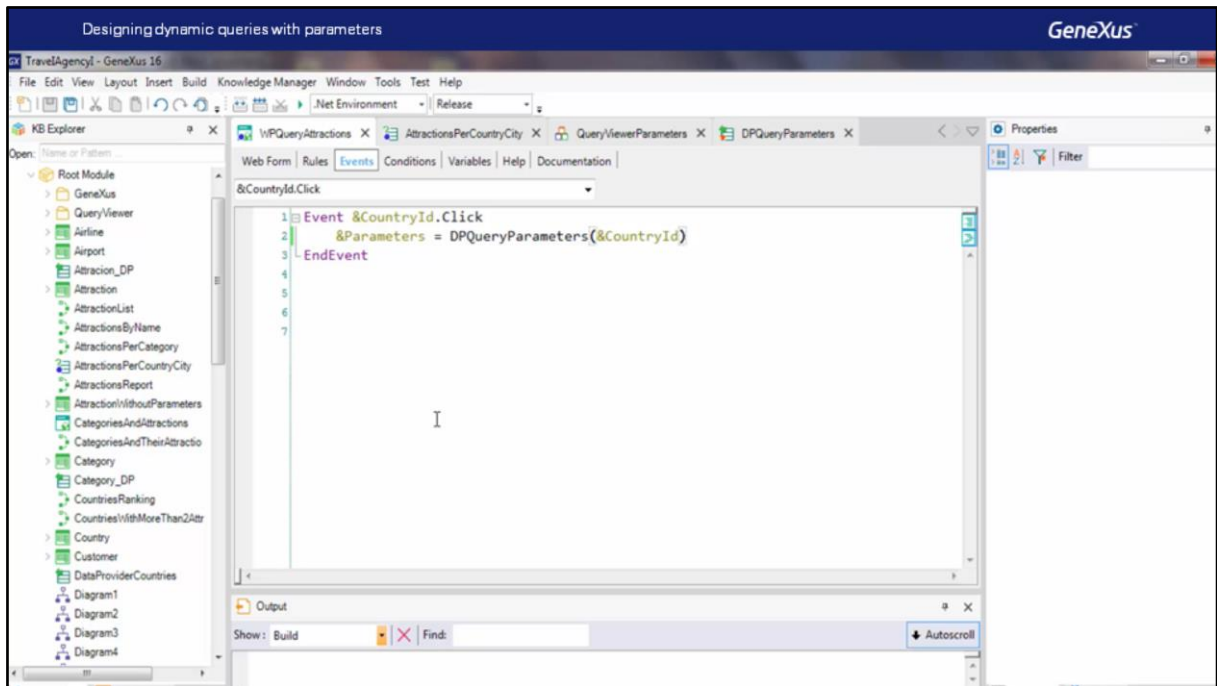 Designing dynamic queries with parameters
GeneXus™
GX TravelAgencyI - GeneXus 16
File Edit View Layout Insert Build Knowledge Manager Window Tools Test Help
.Net Environment Release
KB Explorer
Open: Name or Pattern ...
Root Module
GeneXus
QueryViewer
Airline
Airport
Attracion_DP
Attraction
AttractionList
AttractionsByName
AttractionsPerCategory
AttractionsPerCountryCity
AttractionsReport
AttractionWithoutParameters
CategoriesAndAttractions
CategoriesAndTheirAttractio
Category
Category_DP
CountriesRanking
CountriesWithMoreThan2Attr
Country
Customer
DataProviderCountries
Diagram1
Diagram2
Diagram3
Diagram4
WPQueryAttractions X AttractionsPerCountryCity X QueryViewerParameters X DPQueryParameters X
Web Form Rules Events Conditions Variables Help Documentation
&CountryId.Click
1 Event &CountryId.Click
2 &Parameters = DPQueryParameters(&CountryId)
3 EndEvent
4
5
6
7
Output
Show: Build Find: Autoscroll
Properties
Filter